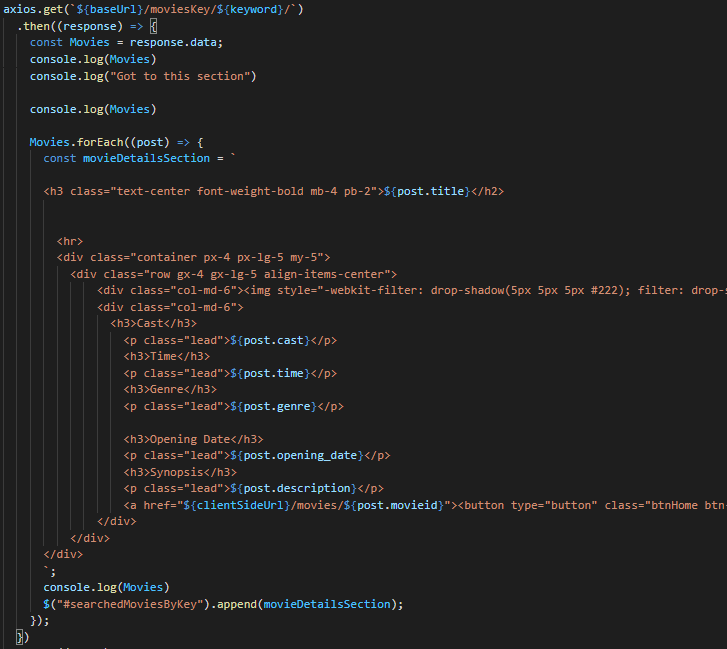 axios.get(`${baseUrl}/moviesKey/${keyword}/`)
.then((response) => {
const Movies = response.data;
console.log(Movies)
console.log("Got to this section")
console.log(Movies)
Movies.forEach((post) => {
const movieDetailsSection = `
<h3 class="text-center font-weight-bold mb-4 pb-2">${post.title}</h2>
<hr>
<div class="container px-4 px-lg-5 my-5">
<div class="row gx-4 gx-lg-5 align-items-center">
<div class="col-md-6"><img style="-webkit-filter: drop-shadow(5px 5px 5px #222); filter: drop-s
<div class="col-md-6">
<h3>Cast</h3>
<p class="lead">${post.cast}</p>
<h3>Time</h3>
<p class="lead">${post.time}</p>
<h3>Genre</h3>
<p class="lead">${post.genre}</p>
<h3>Opening Date</h3>
<p class="lead">${post.opening_date}</p>
<h3>Synopsis</h3>
<p class="lead">${post.description}</p>
<a href="${clientSideUrl}/movies/${post.movieid}"><button type="button" class="btnHome btn-
</div>
</div>
</div>
`;
console.log(Movies)
$("#searchedMoviesByKey").append(movieDetailsSection);
});
})